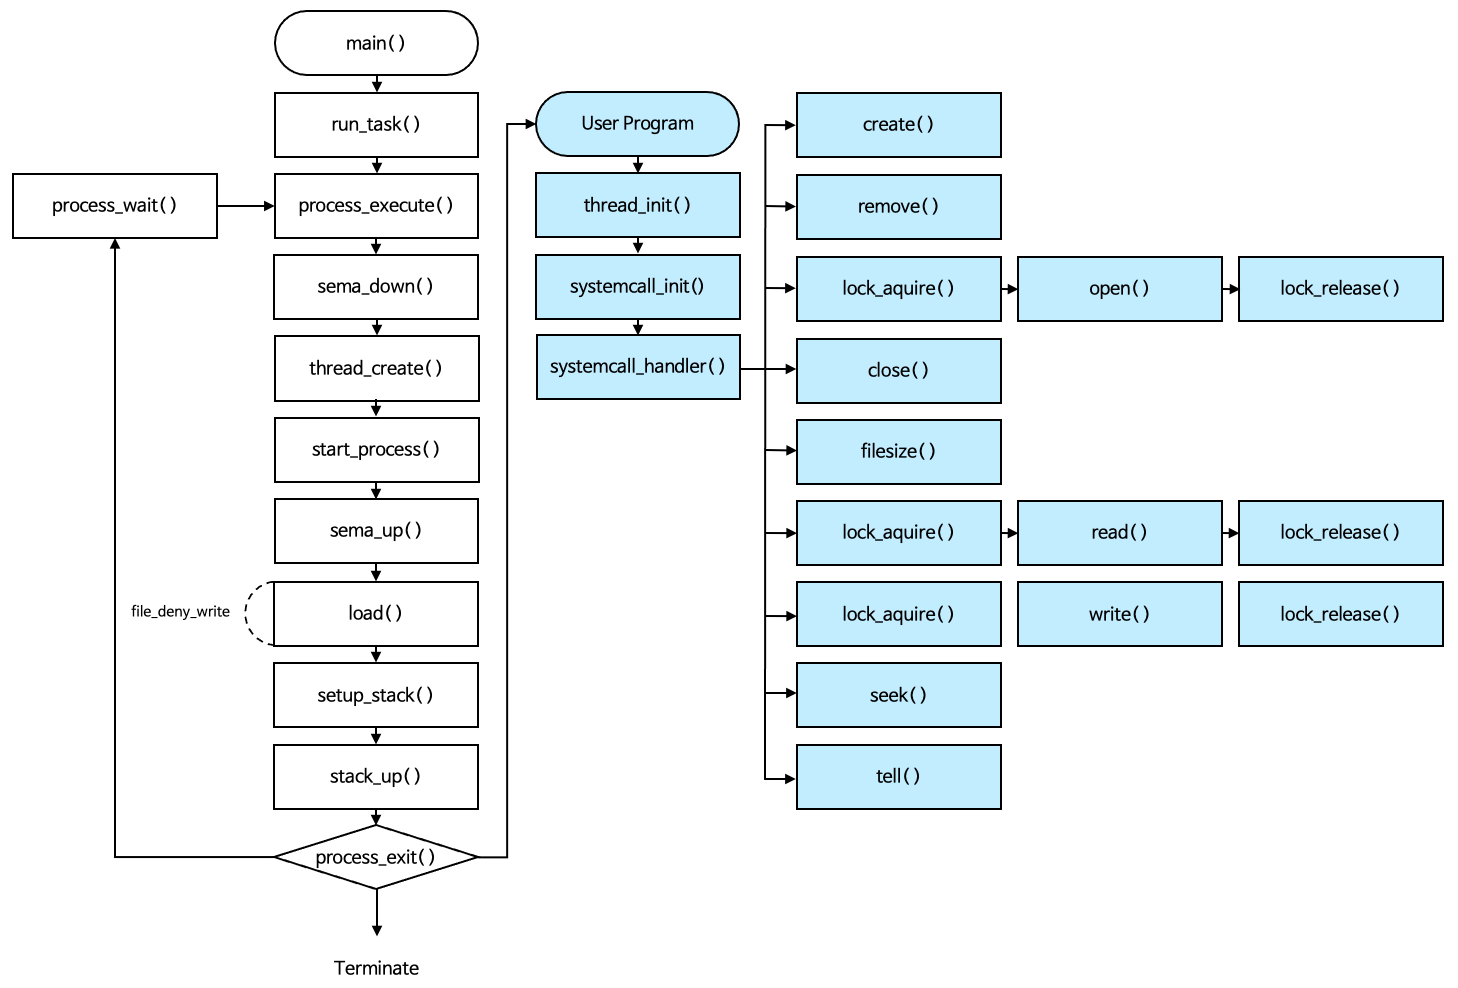 main()
run_task()
process_wait()
process_execute()
sema_down()
thread_create()
start_process()
sema_up()
file_deny_write
load()
setup_stack()
stack_up()
process_exit()
Terminate
User Program
thread_init()
systemcall_init()
systemcall_handler()
create()
remove()
lock_aquire()
open()
lock_release()
close()
filesize()
lock_aquire()
read()
lock_release()
lock_aquire()
write()
lock_release()
seek()
tell()